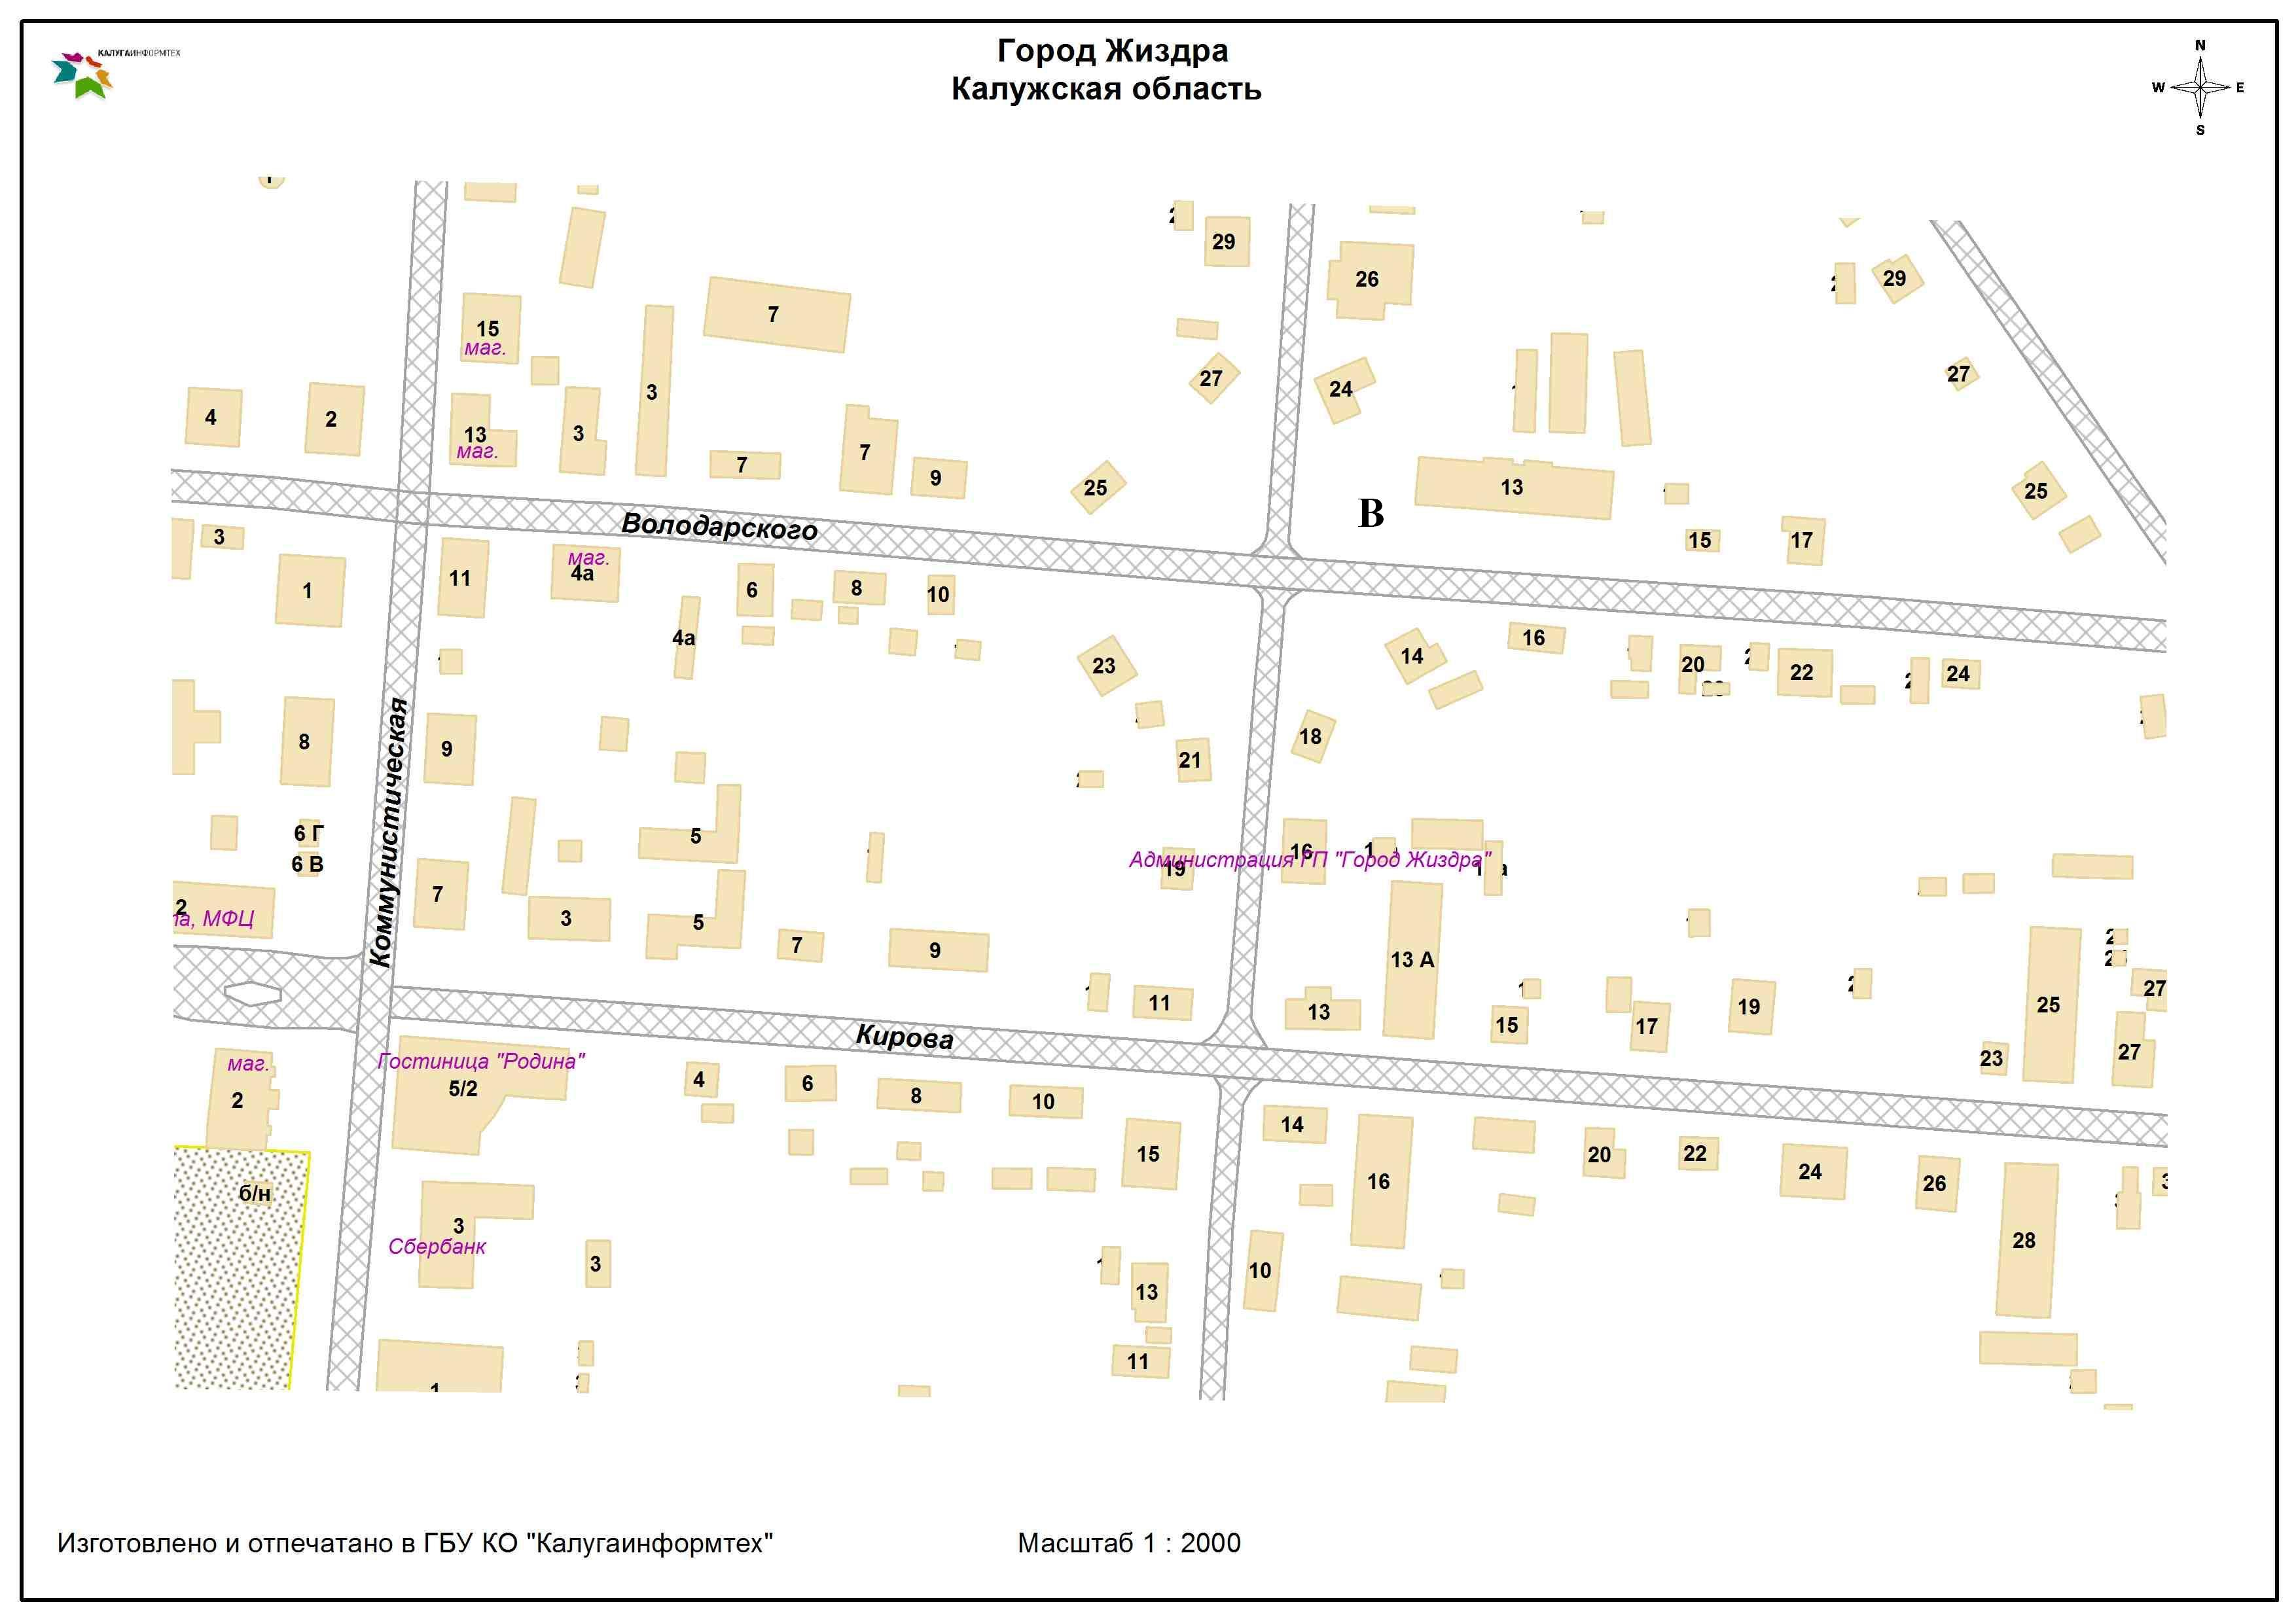 КАЛУГАИНФОРМТЕХ
Город Жиздра
Калужская область
N
W E
S
29
26
29
7
15
маг.
27
24
27
3
4
2
13
маг.
3
7
7
9
25
13
25
В
Володарского
3
15
17
1
11
маг.
4а
6
8
10
4а
23
14
16
20
22
24
8
9
18
21
Коммунистическая
6 Г
6 В
5
16
19
Администрация ГП "Город Жиздра"
7
3
5
2
МФЦ
7
9
13 А
11
13
15
17
19
25
27
Кирова
23
27
маг.
2
Гостиница "Родина"
5/2
4
6
8
10
14
15
16
20
22
24
26
б/н
3
Сбербанк
3
13
10
28
11
1
Изготовлено и отпечатано в ГБУ КО "Калугаинформтех"
Масштаб 1 : 2000